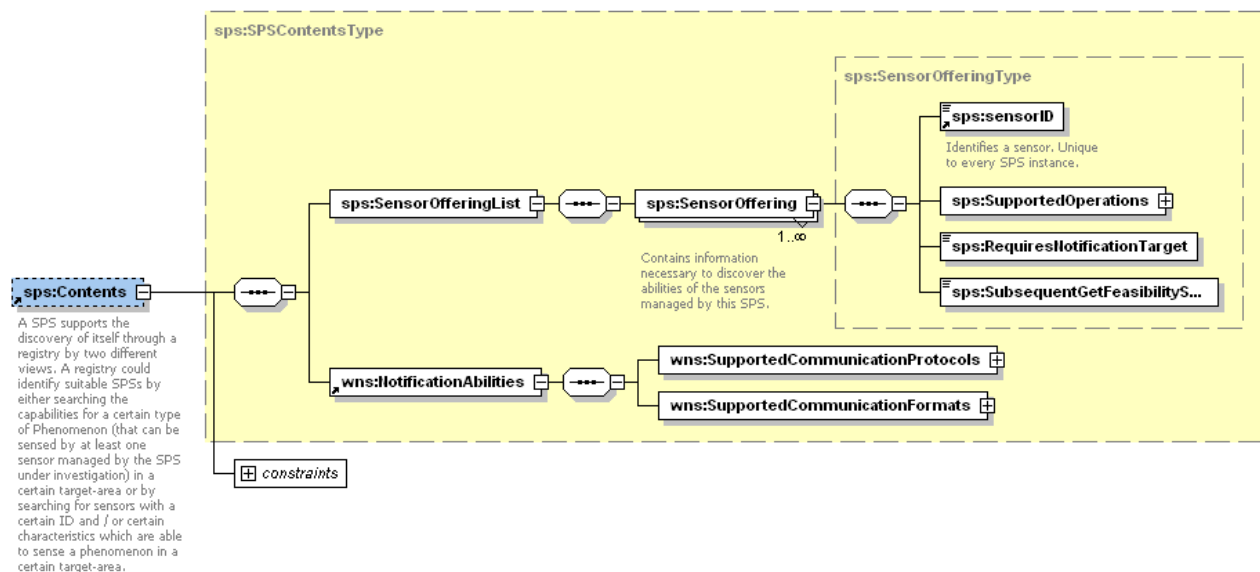 sps:SPSContentsType
sps:SensorOfferingType
sps:sensorID
Identifies a sensor. Unique
to every SPS instance.
sps:SensorOfferingList
sps:SensorOffering
1..∞
Contains information
necessary to discover the
abilities of the sensors
managed by this SPS.
sps:SupportedOperations
sps:RequiresNotificationTarget
sps:SubsequentGetFeasibilityS...
sps:Contents
A SPS supports the
discovery of itself through a
registry by two different
views. A registry could
identify suitable SPSs by
either searching the
capabilities for a certain type
of Phenomenon (that can be
sensed by at least one
sensor managed by the SPS
under investigation) in a
certain target-area or by
searching for sensors with a
certain ID and / or certain
characteristics which are able
to sense a phenomenon in a
certain target-area.
wns:NotificationAbilities
wns:SupportedCommunicationProtocols
wns:SupportedCommunicationFormats
constraints